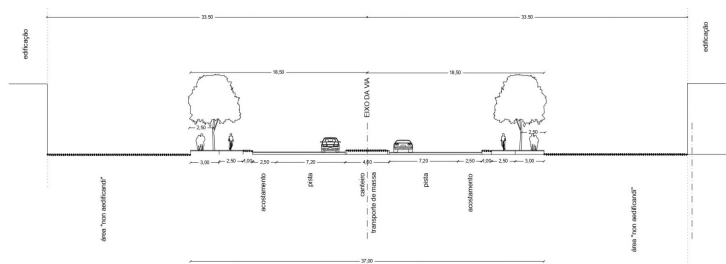 33.50
33.50
edificação
edificação
16,50
16,50
EIXO DA VIA
2,50
2,50
3,00
2,50
1,00
2,50
7,20
4,60
7,20
2,50
1,00
2,50
3,00
acostamento
pista
canteiro
transporte de massa
pista
acostamento
área "non aedificandi"
área "non aedificandi"
37,00